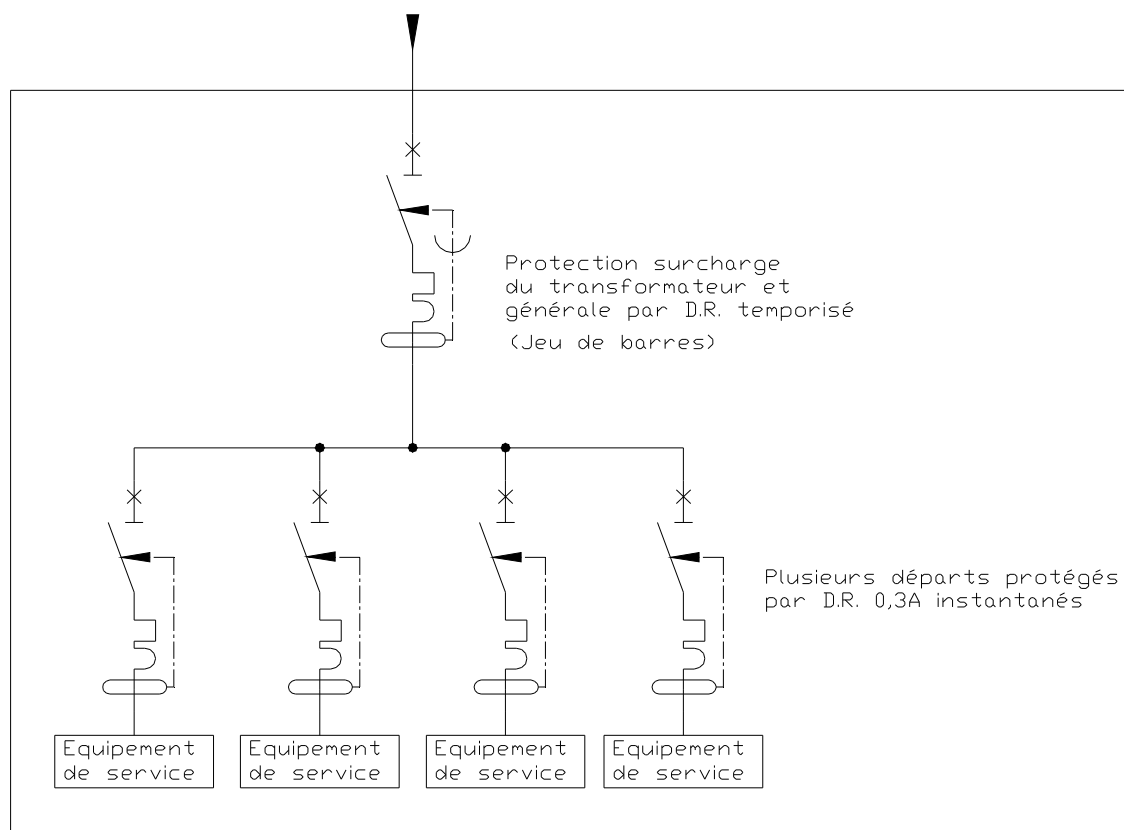 Protection surcharge
du transformateur et
générale par D.R. temporisé
(Jeu de barres)
Plusieurs départs protégés
par D.R. 0,3A instantanés
Equipement
de service
Equipement
de service
Equipement
de service
Equipement
de service